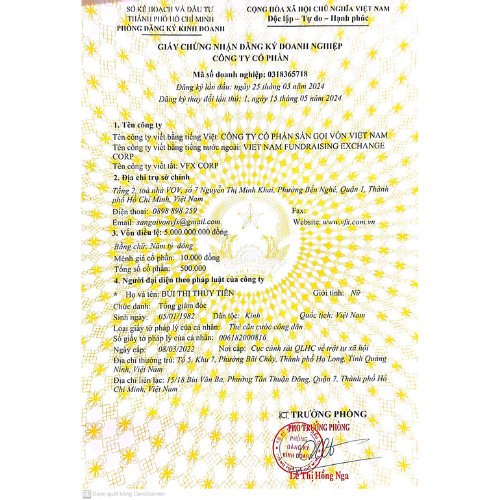 SỞ KẾ HOẠCH VÀ ĐẦU TƯ
THÀNH PHỐ HỒ CHÍ MINH
PHÒNG ĐĂNG KÝ KINH DOANH
CỘNG HÒA XÃ HỘI CHỦ NGHĨA VIỆT NAM
Độc lập – Tự do – Hạnh phúc
GIẤY CHỨNG NHẬN ĐĂNG KÝ DOANH NGHIỆP
CÔNG TY CỔ PHẦN
Mã số doanh nghiệp: 0318365718
Đăng ký lần đầu: ngày 25 tháng 03 năm 2024
Đăng ký thay đổi lần thứ: 1, ngày 15 tháng 05 năm 2024
1. Tên công ty
Tên công ty viết bằng tiếng Việt: CÔNG TY CỔ PHẦN SÀN GỌI VỐN VIỆT NAM
Tên công ty viết bằng tiếng nước ngoài: VIET NAM FUNDRAISING EXCHANGE
CORP
Tên công ty viết tắt: VFX CORP
2. Địa chỉ trụ sở chính
Tầng 2, toà nhà VOV, số 7 Nguyễn Thị Minh Khai, Phường Bến Nghé, Quận 1, Thành
phố Hồ Chí Minh, Việt Nam
Điện thoại: 0898 898 259 Fax:
Email: sangoivonvfx@gmail.com Website: www.vfx.com.vn
3. Vốn điều lệ: 5.000.000.000 đồng
Bằng chữ: Năm tỷ đồng
Mệnh giá cổ phần: 10.000 đồng
Tổng số cổ phần: 500.000
4. Người đại diện theo pháp luật của công ty
* Họ và tên: BÙI THỊ THỦY TIÊN Giới tính: Nữ
Chức danh: Tổng giám đốc
Sinh ngày: 05/01/1982 Dân tộc: Kinh Quốc tịch: Việt Nam
Loại giấy tờ pháp lý của cá nhân: Thẻ căn cước công dân
Số giấy tờ pháp lý của cá nhân: 006182000816
Ngày cấp: 08/03/2022 Nơi cấp: Cục cảnh sát QLHC về trật tự xã hội
Địa chỉ thường trú: Tổ 5, Khu 7, Phường Bãi Cháy, Thành phố Hạ Long, Tỉnh Quảng
Ninh, Việt Nam
Địa chỉ liên lạc: 15/18 Bùi Văn Ba, Phường Tân Thuận Đông, Quận 7, Thành phố Hồ
Chí Minh, Việt Nam
KT TRƯỞNG PHÒNG
PHÓ TRƯỞNG PHÒNG
PHÒNG
ĐĂNG KÝ
KINH DOANH
Lê Thị Hồng Nga
Được quét bằng CamScanner